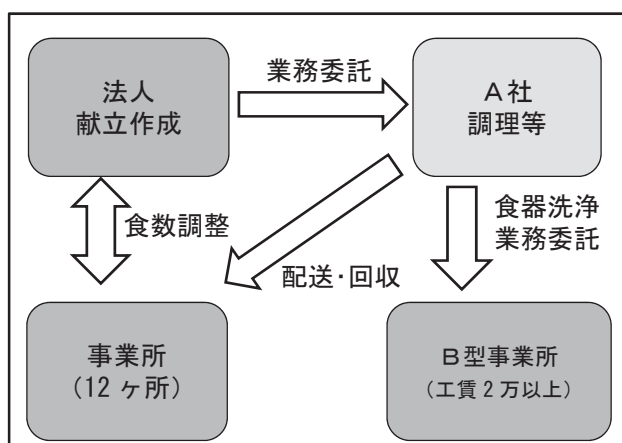 法人
献立作成
業務委託
A社
調理等
食数調整
配送・回収
食器洗浄
業務委託
事業所
（12ヶ所）
B型事業所
（工賃2万以上）